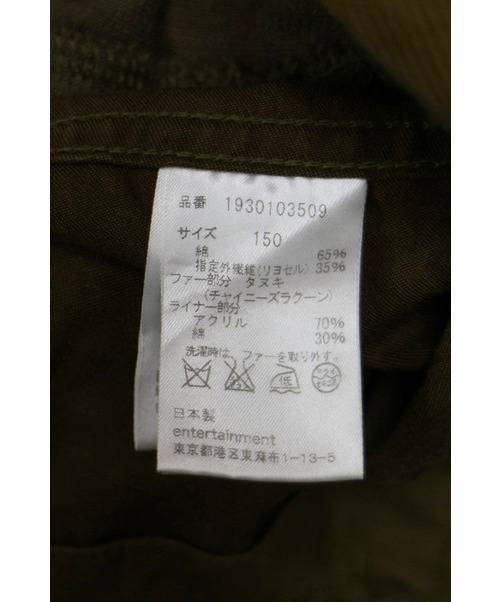 品番 1930103509
サイズ 150
綿 65%
指定外繊維(リヨセル) 35%
ファー部分 タヌキ
(チャイニーズラクーン)
ライナー部分
アクリル 70%
綿 30%
洗濯時は、ファーを取り外す。
低
日本製
entertainment
東京都港区東麻布1-13-5